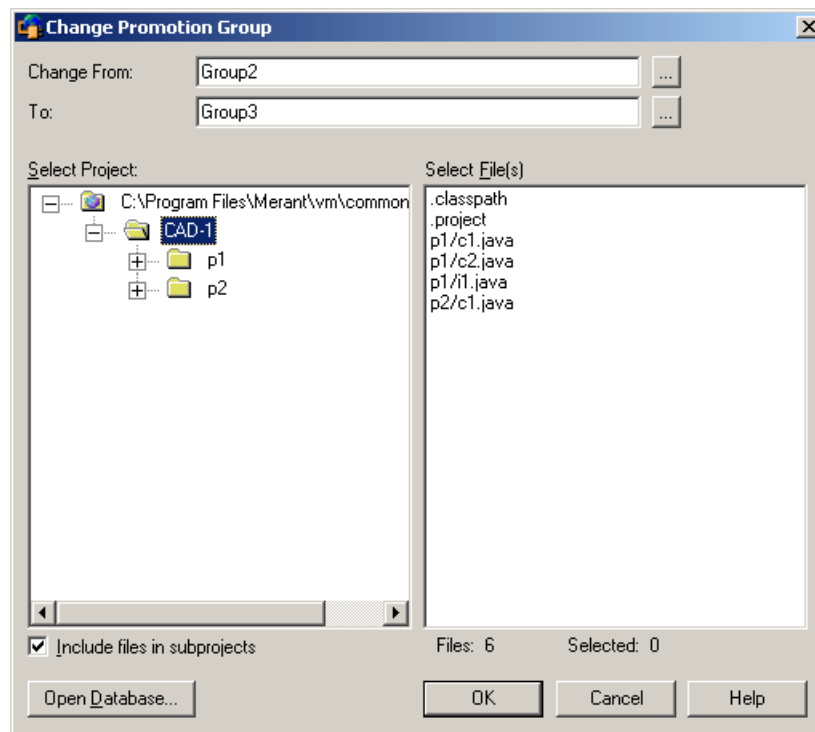 Change Promotion Group
Change From: Group2 ...
To: Group3 ...
Select Project: Select File(s)
C:\Program Files\Merant\vm\common
CAD-1
p1
p2
.classpath
.project
p1/c1.java
p1/c2.java
p1/i1.java
p2/c1.java
Include files in subprojects Files: 6 Selected: 0
Open Database... OK Cancel Help